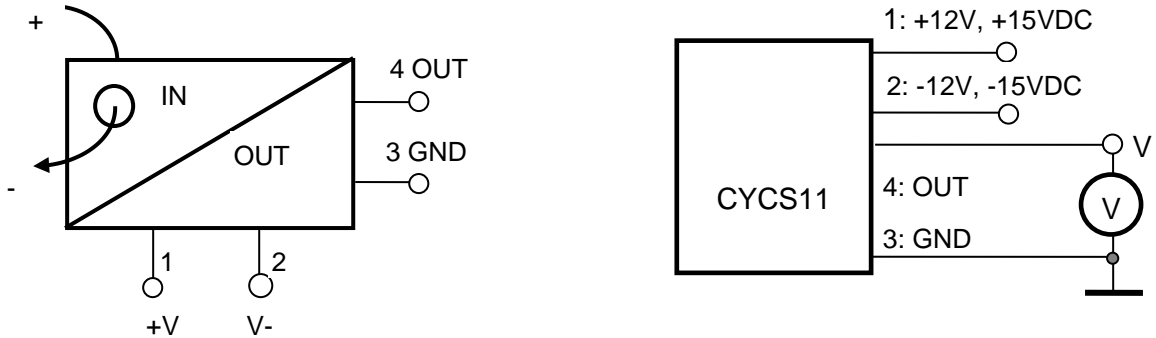 +
IN
OUT
-
4 OUT
3 GND
1
2
+V
V-
1: +12V, +15VDC
2: -12V, -15VDC
V
CYCS11
4: OUT
V
3: GND